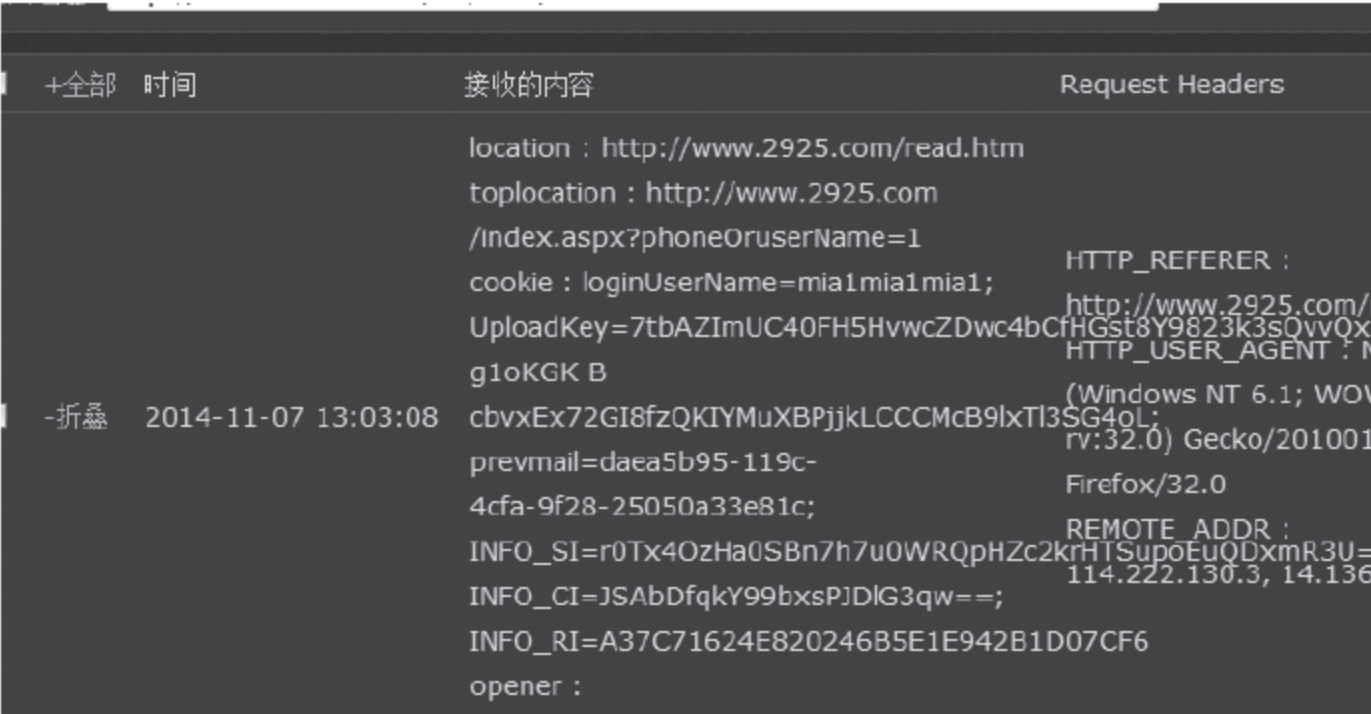 +全部 时间 接收的内容 Request Headers
location : http://www.2925.com/read.htm
toplocation : http://www.2925.com
/index.aspx?phoneOruserName=1
cookie : loginUserName=mia1mia1mia1;
UploadKey=7tbAZImUC40FH5HvwcZDwc4bCfHGst8Y9823k3sQvvQx
g1oKGK B
-折叠 2014-11-07 13:03:08 cbvxEx72GI8fzQKIYMuXBPjjkLCCCMcB9lxTl3SG4oL;
prevmail=daea5b95-119c-
4cfa-9f28-25050a33e81c;
INFO_SI=r0Tx4OzHa0SBn7h7u0WRQpHZc2krHTSupoEuQDxmR3U=
INFO_CI=JSAbDfqkY99bxsPJDlG3qw==;
INFO_RI=A37C71624E820246B5E1E942B1D07CF6
opener :
HTTP_REFERER :
http://www.2925.com/
HTTP_USER_AGENT :
(Windows NT 6.1; WOW
rv:32.0) Gecko/201001
Firefox/32.0
REMOTE_ADDR :
114.222.130.3, 14.136